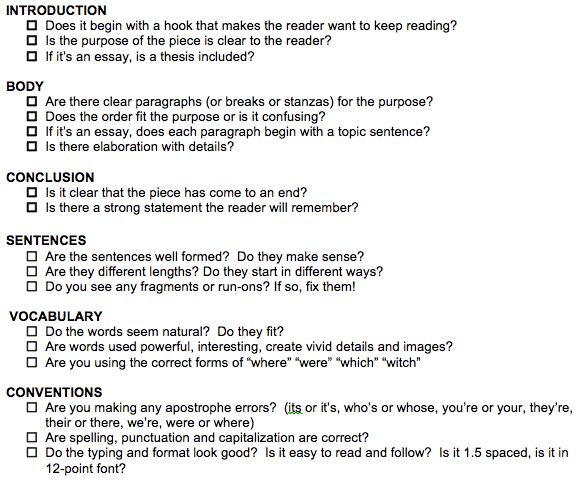 INTRODUCTION
Does it begin with a hook that makes the reader want to keep reading?
Is the purpose of the piece is clear to the reader?
If it's an essay, is a thesis included?
BODY
Are there clear paragraphs (or breaks or stanzas) for the purpose?
Does the order fit the purpose or is it confusing?
If it's an essay, does each paragraph begin with a topic sentence?
Is there elaboration with details?
CONCLUSION
Is it clear that the piece has come to an end?
Is there a strong statement the reader will remember?
SENTENCES
Are the sentences well formed?  Do they make sense?
Are they different lengths? Do they start in different ways?
Do you see any fragments or run-ons? If so, fix them!
VOCABULARY
Do the words seem natural?  Do they fit?
Are words used powerful, interesting, create vivid details and images?
Are you using the correct forms of “where” “were” “which” “witch”
CONVENTIONS
Are you making any apostrophe errors?  (its or it's, who's or whose, you're or your, they're,
their or there, we're, were or where)
Are spelling, punctuation and capitalization are correct?
Do the typing and format look good?  Is it easy to read and follow?  Is it 1.5 spaced, is it in
12-point font?